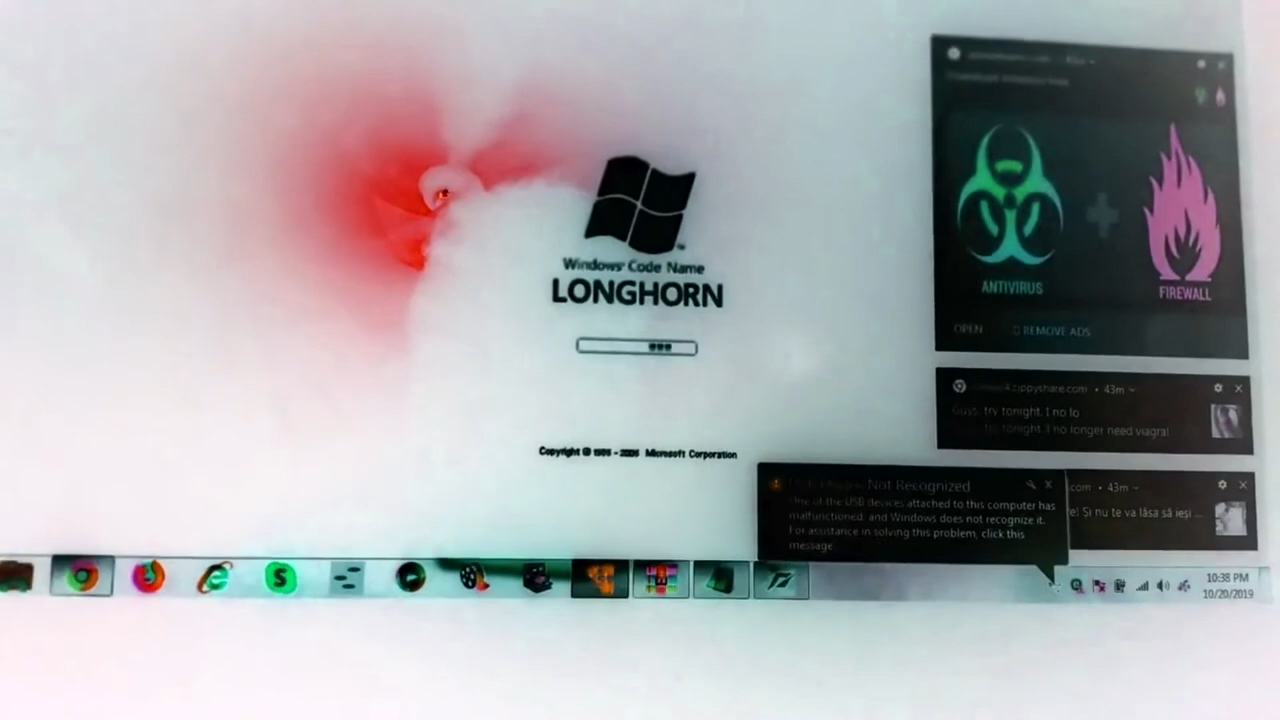 Windows Code Name
LONGHORN
Copyright © Microsoft Corporation
ANTIVIRUS
FIREWALL
OPEN
REMOVE ADS
zippyshare.com • 43m
try tonight. I no lo
try tonight. I no longer need viagra!
.com • 43m
Și nu te va lăsa să ieși ...
Not Recognized
One of the USB devices attached to this computer has
malfunctioned, and Windows does not recognize it.
For assistance in solving this problem, click this
message.
10:38 PM
10/20/2019